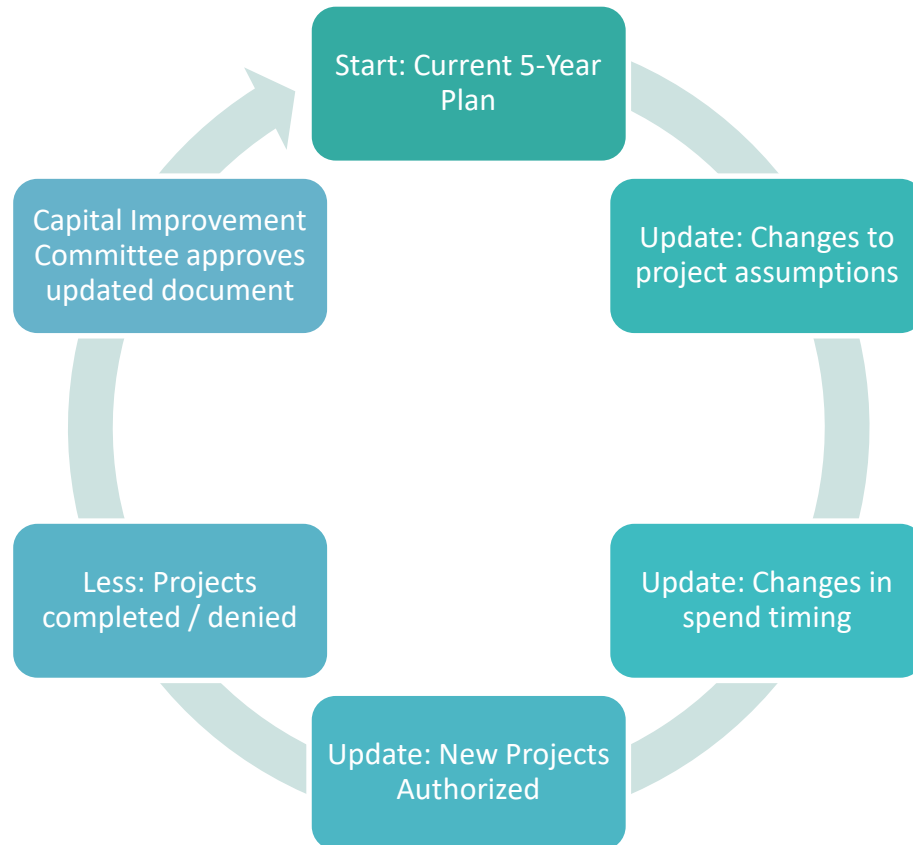 Start: Current 5-Year
Plan
Update: Changes to
project assumptions
Update: Changes in
spend timing
Update: New Projects
Authorized
Less: Projects
completed / denied
Capital Improvement
Committee approves
updated document